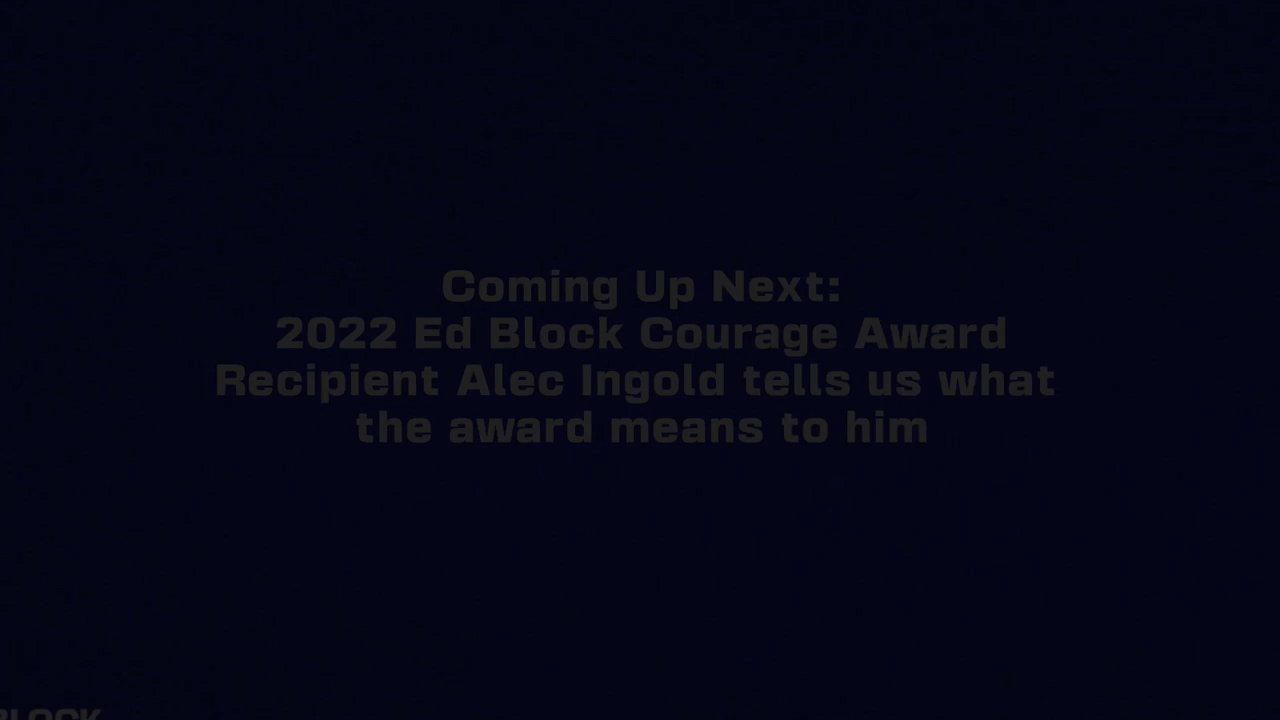 Coming Up Next:
2022 Ed Block Courage Award
Recipient Alec Ingold tells us what
the award means to him
BLOCK